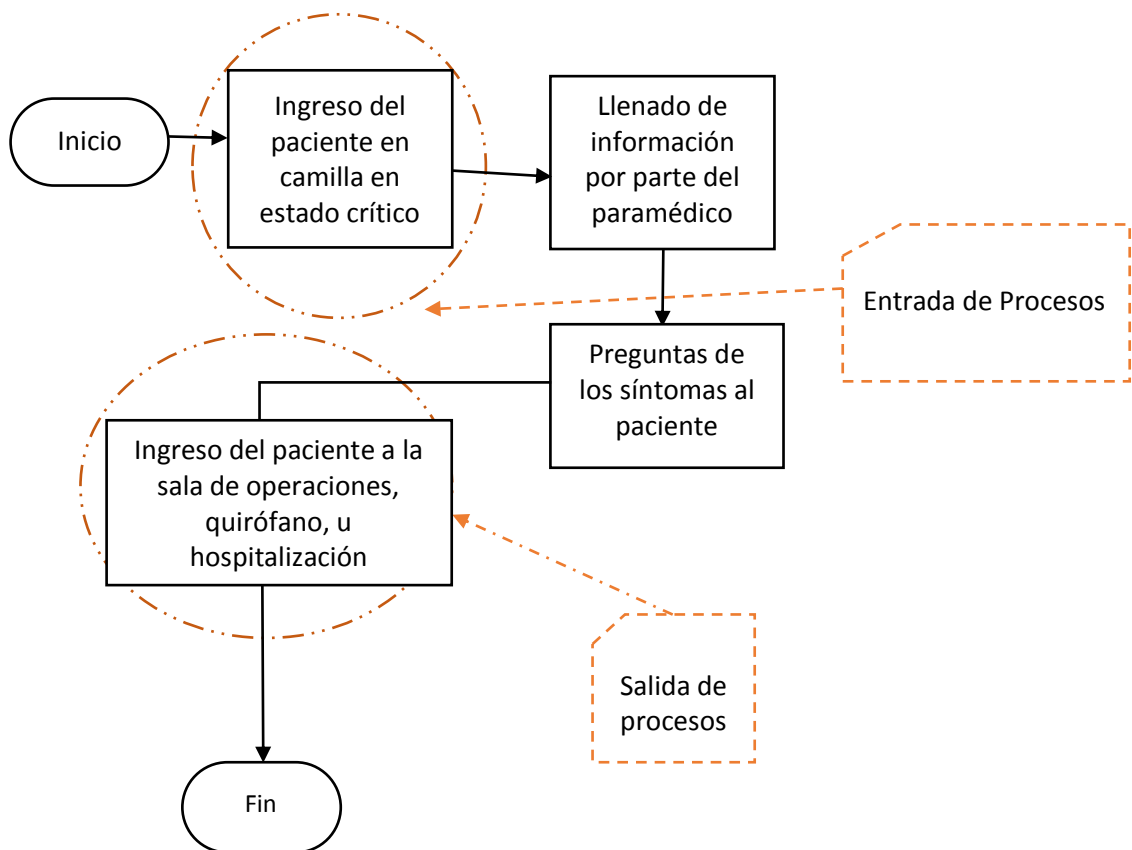 Inicio
Ingreso del
paciente en
camilla en
estado crítico
Llenado de
información
por parte del
paramédico
Entrada de Procesos
Preguntas de
los síntomas al
paciente
Ingreso del paciente a la
sala de operaciones,
quirófano, u
hospitalización
Salida de
procesos
Fin